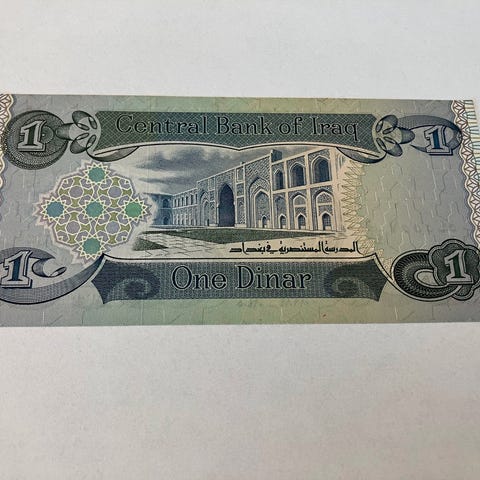 Central Bank of Iraq
1 1
المدرسة المستنصرية في بغداد
One Dinar
1 1